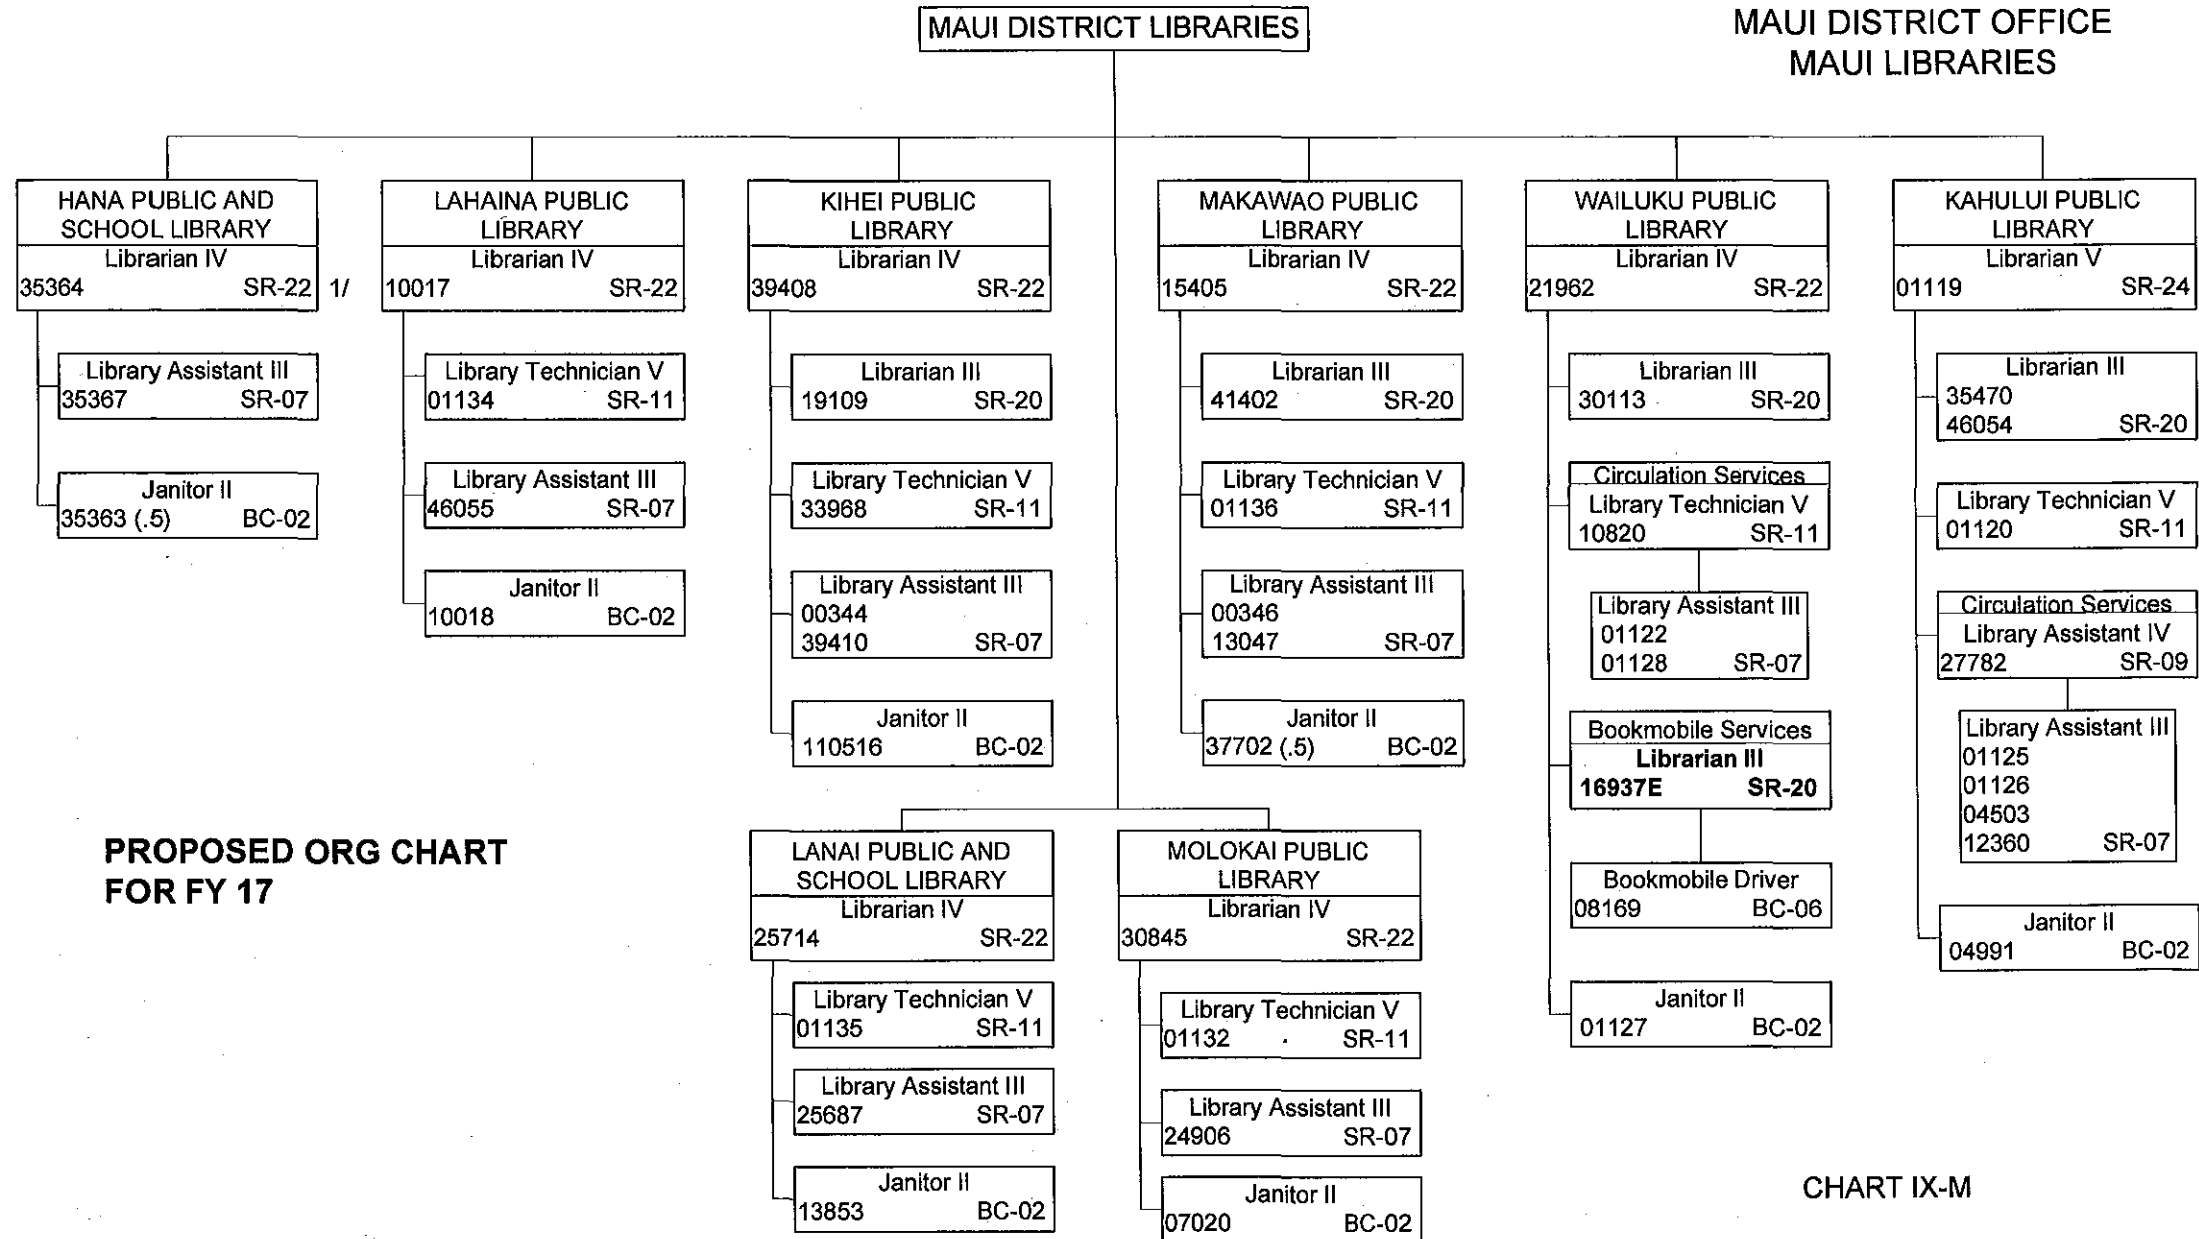 MAUI DISTRICT LIBRARIES
MAUI DISTRICT OFFICE
MAUI LIBRARIES
HANA PUBLIC AND
SCHOOL LIBRARY
Librarian IV
35364 SR-22 1/
Library Assistant III
35367 SR-07
Janitor II
35363 (.5) BC-02
LAHAINA PUBLIC
LIBRARY
Librarian IV
10017 SR-22
Library Technician V
01134 SR-11
Library Assistant III
46055 SR-07
Janitor II
10018 BC-02
KIHEI PUBLIC
LIBRARY
Librarian IV
39408 SR-22
Librarian III
19109 SR-20
Library Technician V
33968 SR-11
Library Assistant III
00344
39410 SR-07
Janitor II
110516 BC-02
MAKAWAO PUBLIC
LIBRARY
Librarian IV
15405 SR-22
Librarian III
41402 SR-20
Library Technician V
01136 SR-11
Library Assistant III
00346
13047 SR-07
Janitor II
37702 (.5) BC-02
WAILUKU PUBLIC
LIBRARY
Librarian IV
21962 SR-22
Librarian III
30113 SR-20
Circulation Services
Library Technician V
10820 SR-11
Library Assistant III
01122
01128 SR-07
Bookmobile Services
Librarian III
16937E SR-20
Bookmobile Driver
08169 BC-06
Janitor II
01127 BC-02
KAHULUI PUBLIC
LIBRARY
Librarian V
01119 SR-24
Librarian III
35470
46054 SR-20
Library Technician V
01120 SR-11
Circulation Services
Library Assistant IV
27782 SR-09
Library Assistant III
01125
01126
04503
12360 SR-07
Janitor II
04991 BC-02
LANAI PUBLIC AND
SCHOOL LIBRARY
Librarian IV
25714 SR-22
Library Technician V
01135 SR-11
Library Assistant III
25687 SR-07
Janitor II
13853 BC-02
MOLOKAI PUBLIC
LIBRARY
Librarian IV
30845 SR-22
Library Technician V
01132 SR-11
Library Assistant III
24906 SR-07
Janitor II
07020 BC-02
PROPOSED ORG CHART
FOR FY 17
CHART IX-M